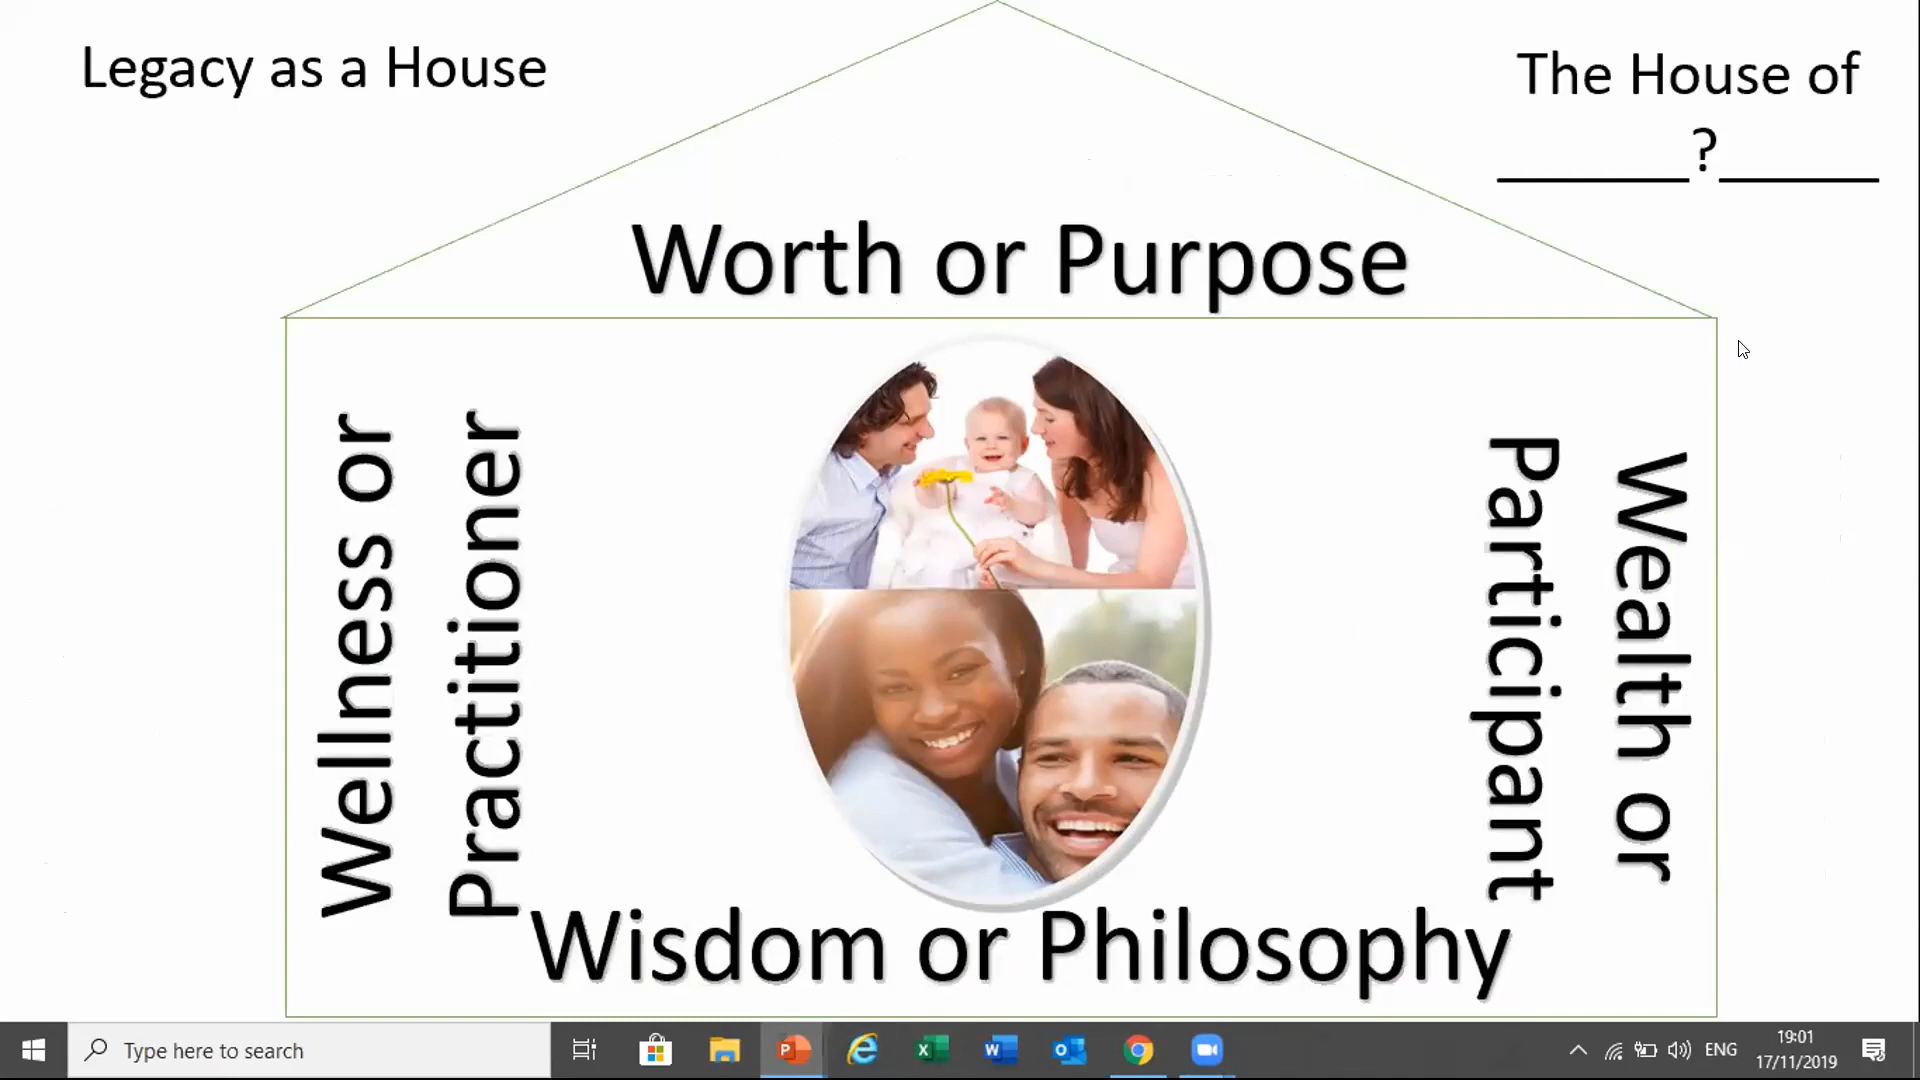 Legacy as a House
The House of
______?_____
Worth or Purpose
Wellness or
Practitioner
Wealth or
Participant
Wisdom or Philosophy
Type here to search
ENG
19:01
17/11/2019